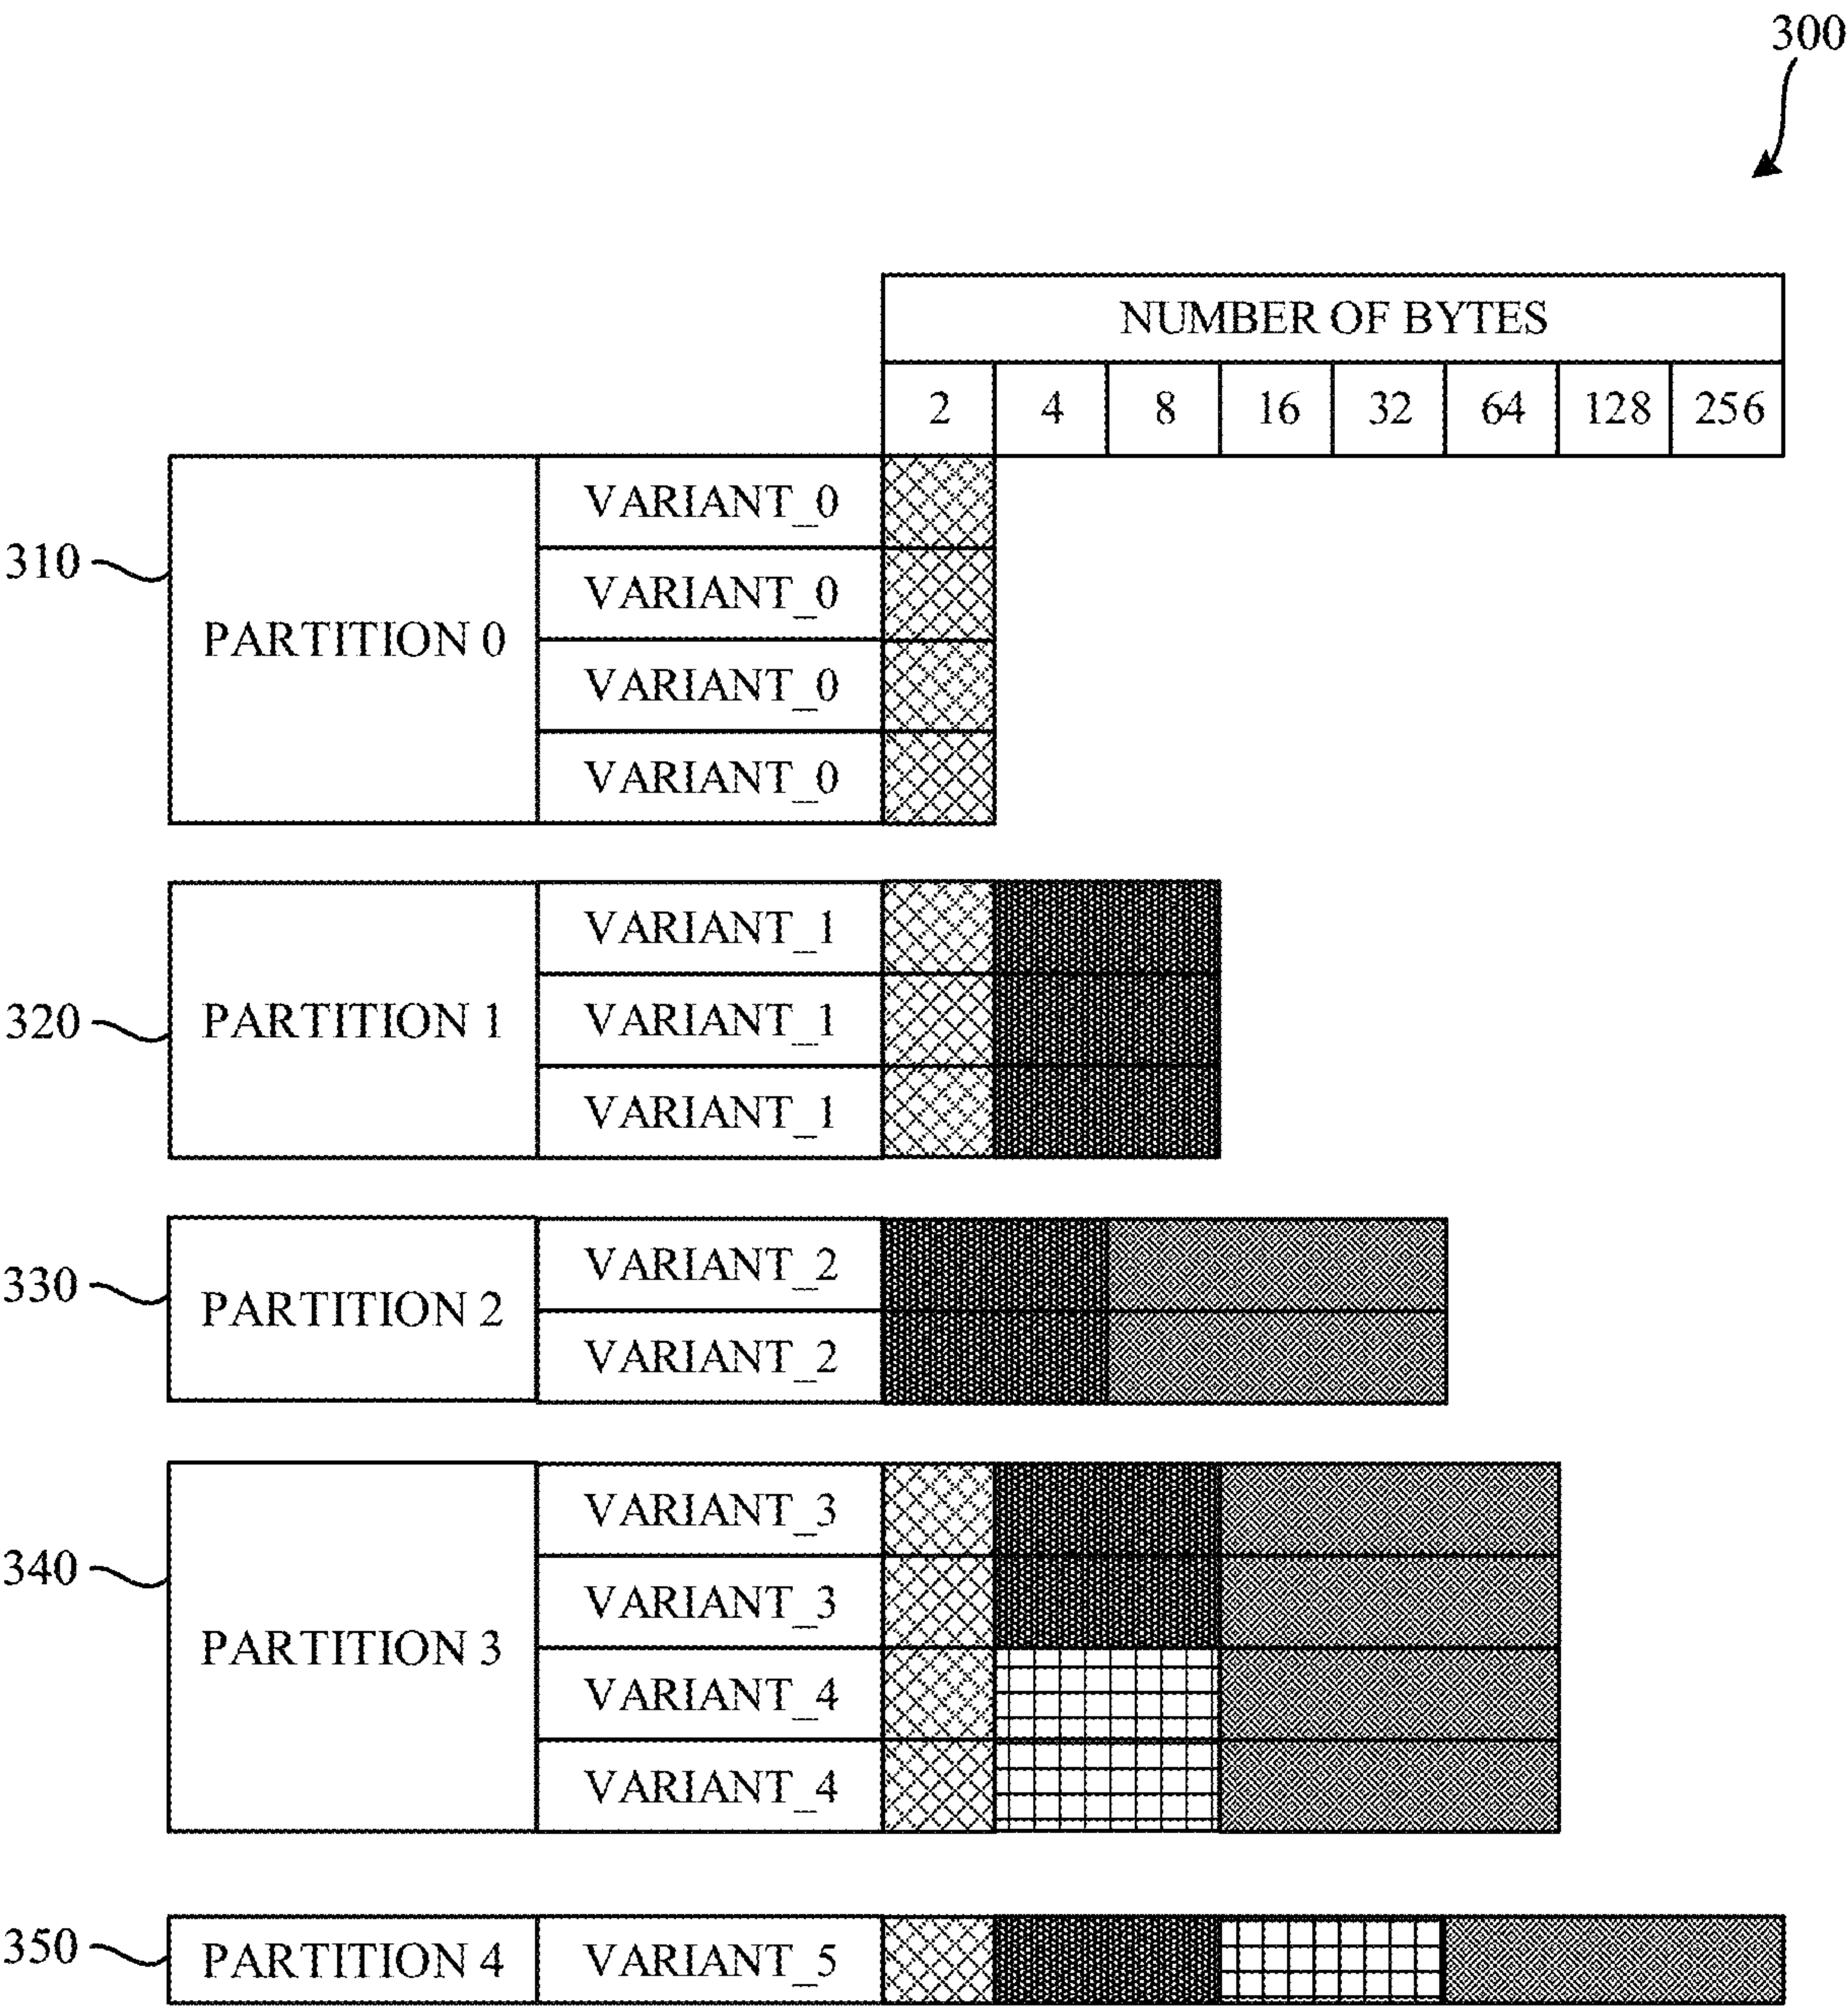 300
NUMBER OF BYTES
2 4 8 16 32 64 128 256
310
PARTITION 0
VARIANT_0
VARIANT_0
VARIANT_0
VARIANT_0
320
PARTITION 1
VARIANT_1
VARIANT_1
VARIANT_1
330
PARTITION 2
VARIANT_2
VARIANT_2
340
PARTITION 3
VARIANT_3
VARIANT_3
VARIANT_4
VARIANT_4
350
PARTITION 4
VARIANT_5